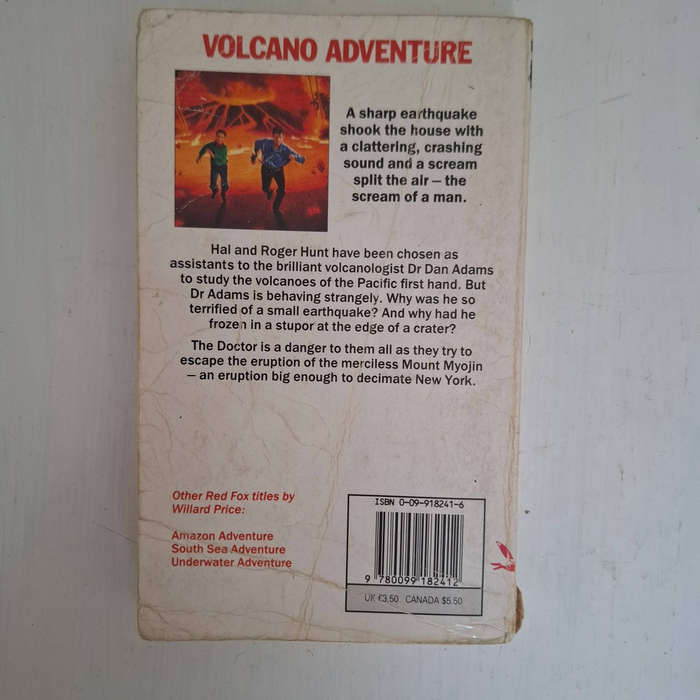 VOLCANO ADVENTURE
A sharp earthquake
shook the house with
a clattering, crashing
sound and a scream
split the air – the
scream of a man.
Hal and Roger Hunt have been chosen as
assistants to the brilliant volcanologist Dr Dan Adams
to study the volcanoes of the Pacific first hand. But
Dr Adams is behaving strangely. Why was he so
terrified of a small earthquake? And why had he
frozen in a stupor at the edge of a crater?
The Doctor is a danger to them all as they try to
escape the eruption of the merciless Mount Myojin
– an eruption big enough to decimate New York.
Other Red Fox titles by
Willard Price:
Amazon Adventure
South Sea Adventure
Underwater Adventure
ISBN 0-09-918241-6
9 780099 182412
UK £3.50 CANADA $5.50